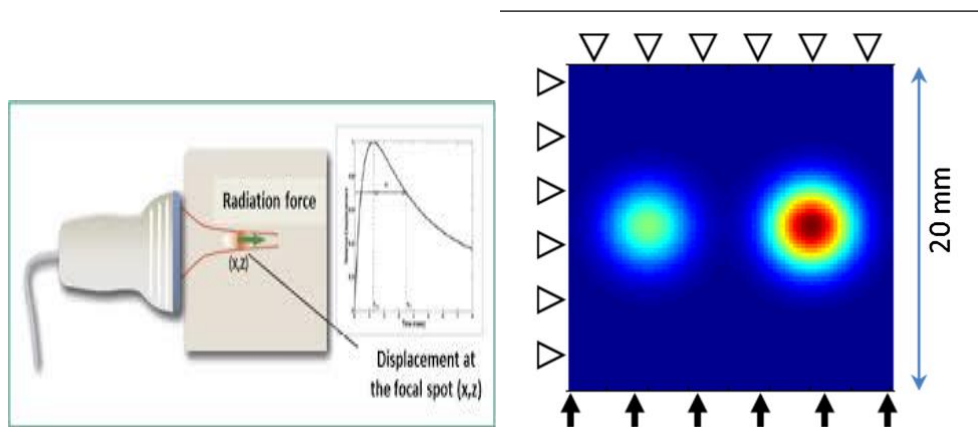 Radiation force
(x,z)
Displacement at
the focal spot (x,z)
20 mm